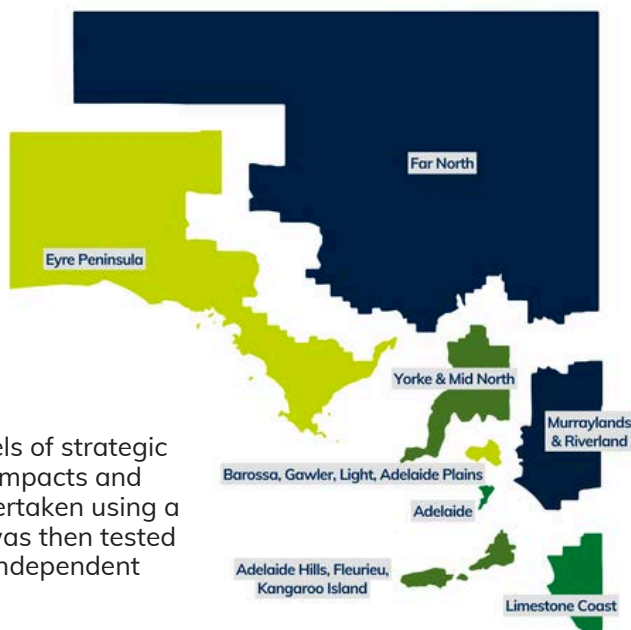 Far North
Eyre Peninsula
Yorke & Mid North
Murraylands
& Riverland
Barossa, Gawler, Light, Adelaide Plains
Adelaide
Adelaide Hills, Fleurieu,
Kangaroo Island
Limestone Coast
els of strategic
mpacts and
ertaken using a
was then tested
ndependent